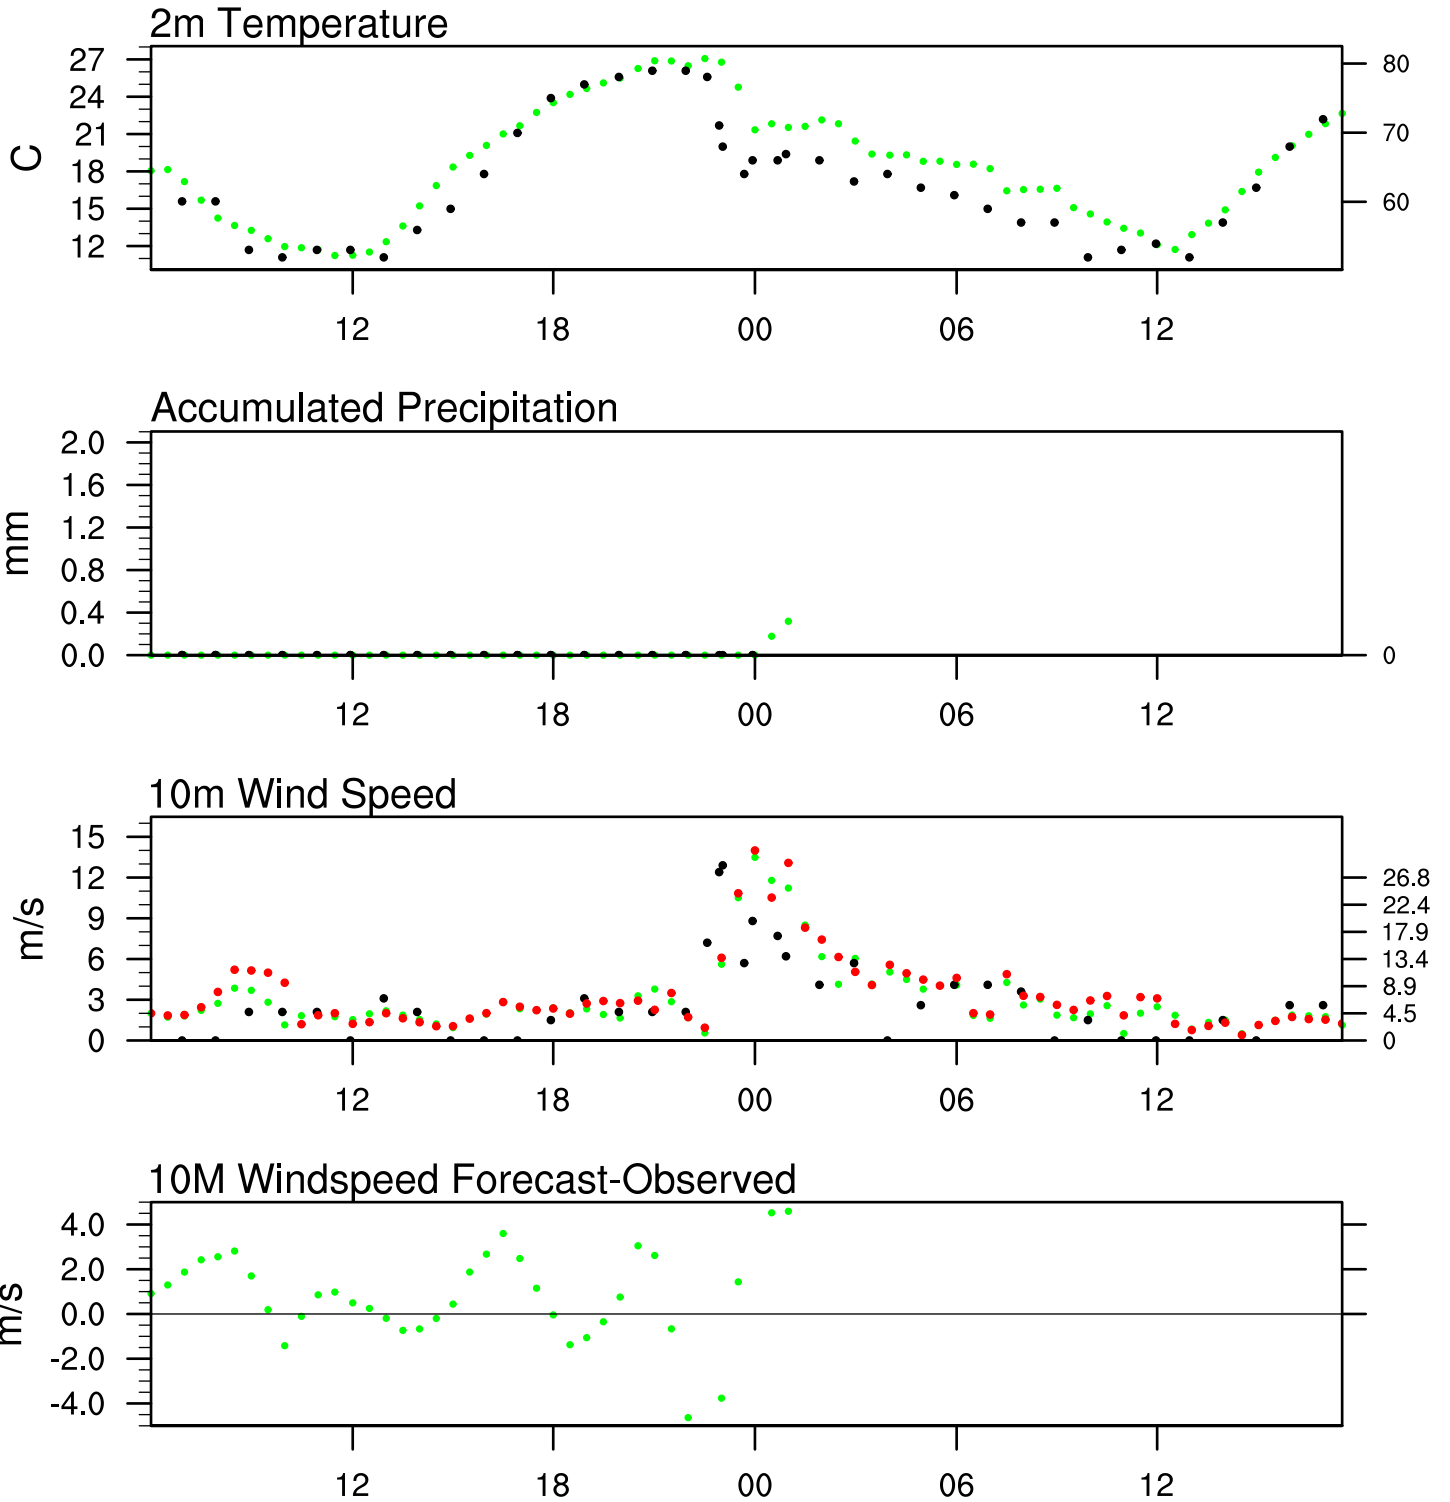 2m Temperature
27
24
21
18
15
12
C
80
70
60
12 18 00 06 12
Accumulated Precipitation
2.0
1.6
1.2
0.8
0.4
0.0
mm
0
12 18 00 06 12
10m Wind Speed
15
12
9
6
3
0
m/s
26.8
22.4
17.9
13.4
8.9
4.5
0
12 18 00 06 12
10M Windspeed Forecast-Observed
4.0
2.0
0.0
-2.0
-4.0
m/s
12 18 00 06 12